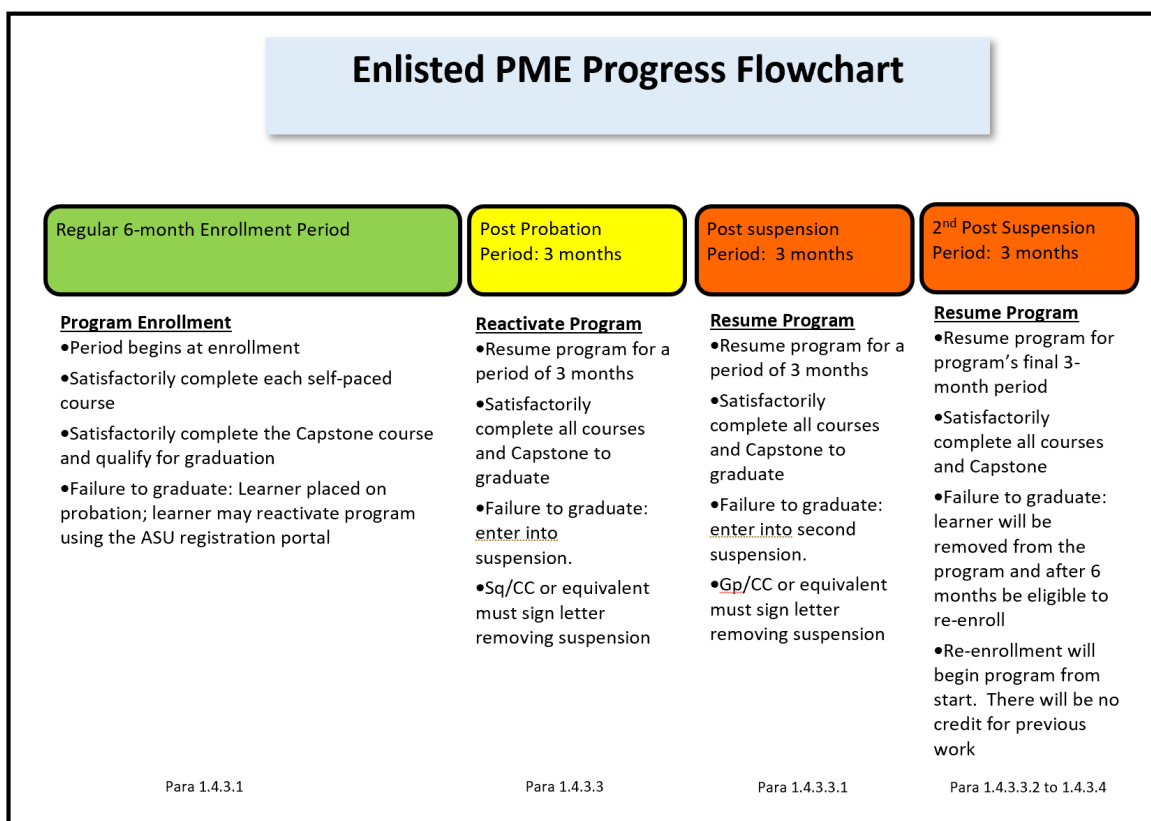 Enlisted PME Progress Flowchart
Regular 6-month Enrollment Period
Program Enrollment
•Period begins at enrollment
•Satisfactorily complete each self-paced
course
•Satisfactorily complete the Capstone course
and qualify for graduation
•Failure to graduate: Learner placed on
probation; learner may reactivate program
using the ASU registration portal
Para 1.4.3.1
Post Probation
Period: 3 months
Reactivate Program
•Resume program for a
period of 3 months
•Satisfactorily
complete all courses
and Capstone to
graduate
•Failure to graduate:
enter into
suspension.
•Sq/CC or equivalent
must sign letter
removing suspension
Para 1.4.3.3
Post suspension
Period:  3 months
Resume Program
•Resume program for a
period of 3 months
•Satisfactorily
complete all courses
and Capstone to
graduate
•Failure to graduate:
enter into second
suspension.
•Gp/CC or equivalent
must sign letter
removing suspension
Para 1.4.3.3.1
2nd Post Suspension
Period:  3 months
Resume Program
•Resume program for
program’s final 3-
month period
•Satisfactorily
complete all courses
and Capstone
•Failure to graduate:
learner will be
removed from the
program and after 6
months be eligible to
re-enroll
•Re-enrollment will
begin program from
start.  There will be no
credit for previous
work
Para 1.4.3.3.2 to 1.4.3.4